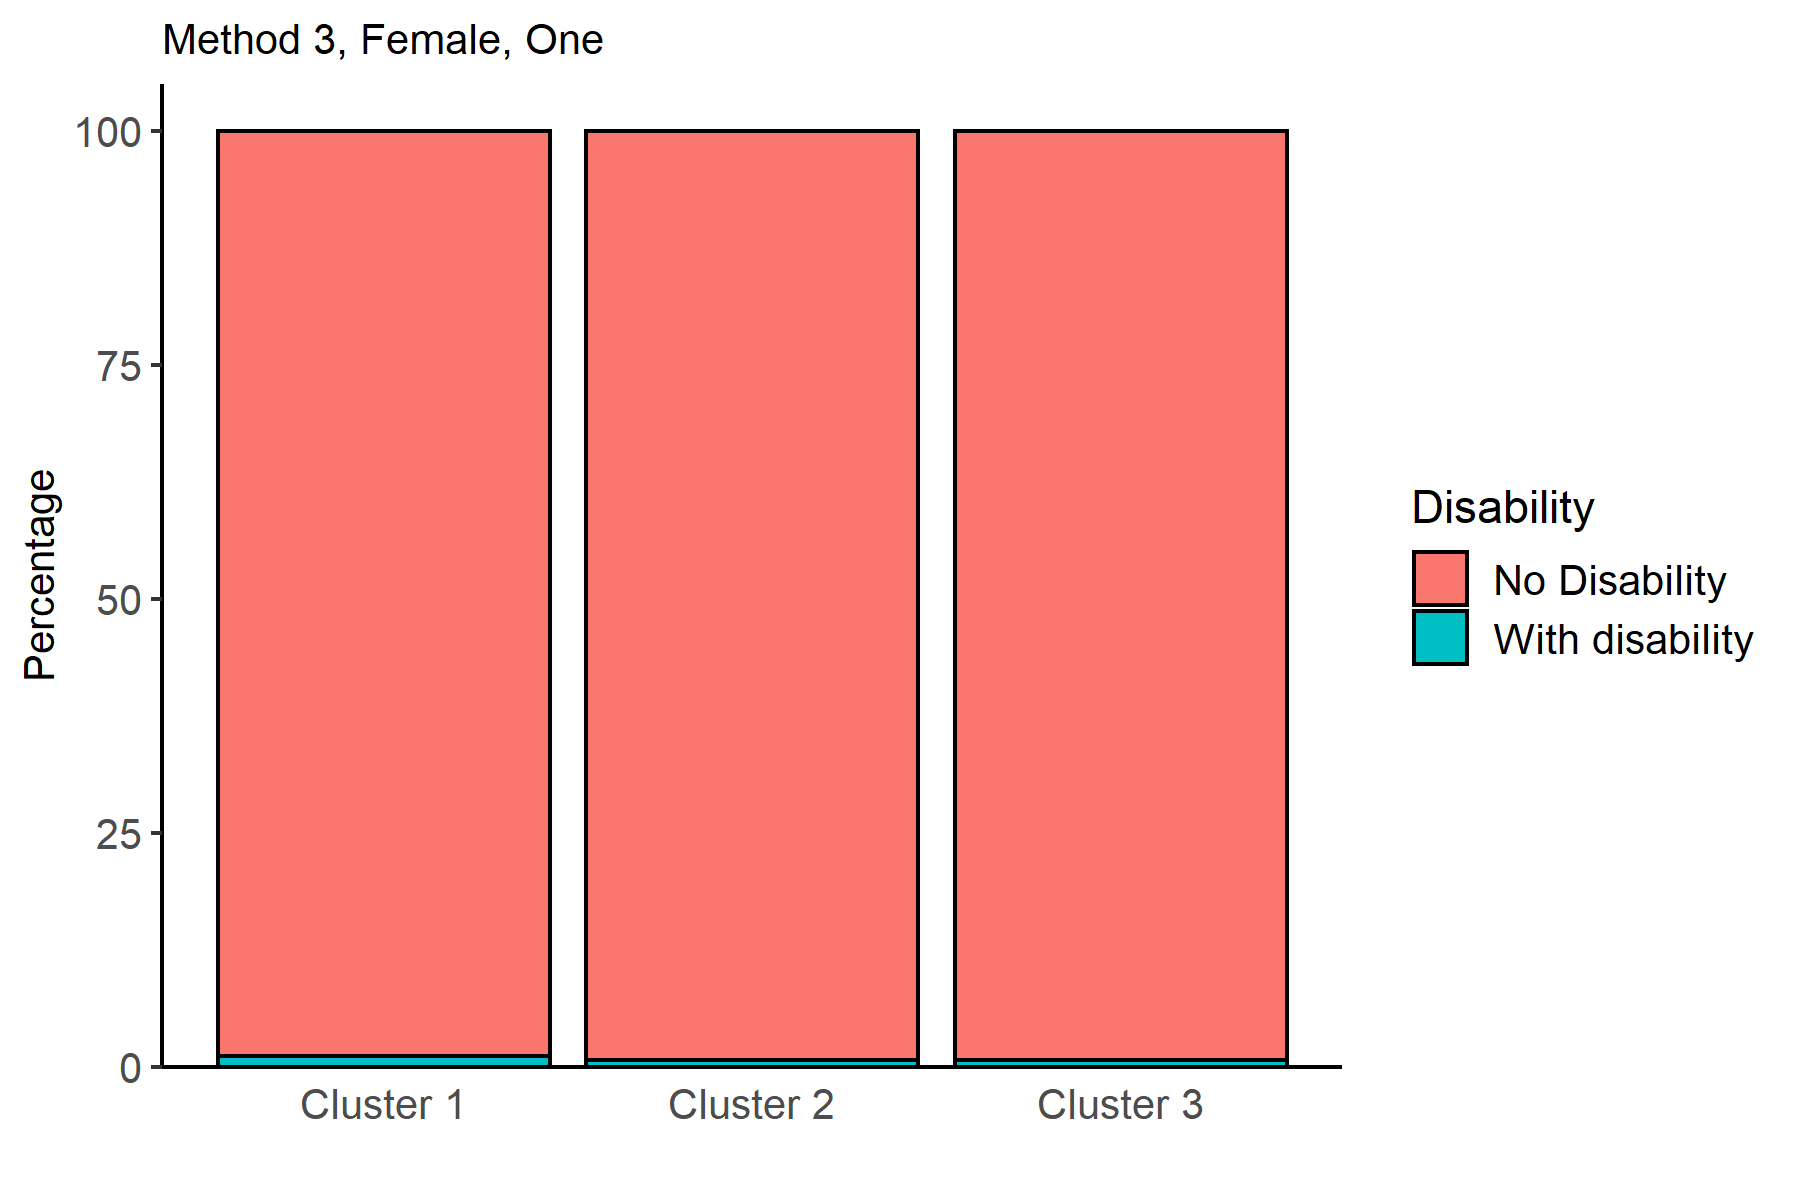 Method 3, Female, One
100
75
50
25
0
Percentage
Cluster 1
Cluster 2
Cluster 3
Disability
No Disability
With disability